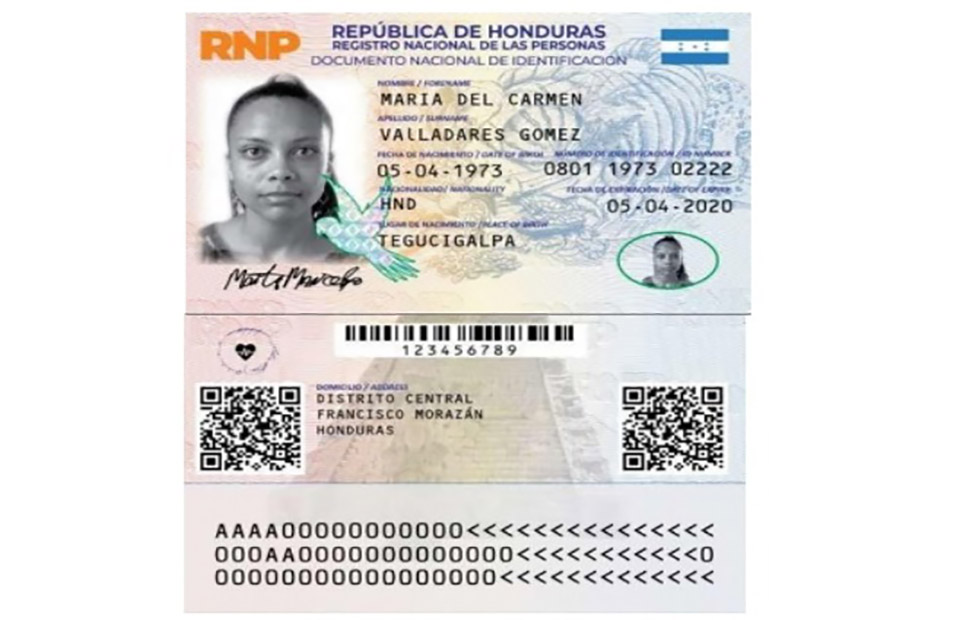 RNP
REPÚBLICA DE HONDURAS
REGISTRO NACIONAL DE LAS PERSONAS
DOCUMENTO NACIONAL DE IDENTIFICACIÓN
NOMBRE / FORENAME
MARIA DEL CARMEN
APELLIDO / SURNAME
VALLADARES GOMEZ
FECHA DE NACIMIENTO / DATE OF BIRTH NÚMERO DE IDENTIFICACIÓN / ID NUMBER
05-04-1973 0801 1973 02222
NACIONALIDAD / NATIONALITY FECHA DE EXPIRACIÓN / DATE OF EXPIRY
HND 05-04-2020
LUGAR DE NACIMIENTO / PLACE OF BIRTH
TEGUCIGALPA
123456789
DOMICILIO / ADDRESS
DISTRITO CENTRAL
FRANCISCO MORAZÁN
HONDURAS
AAAA00000000000<<<<<<<<<<<<<<<
000AA0000000000000<<<<<<<<<<<0
00000000000000000<<<<<<<<<<<<<